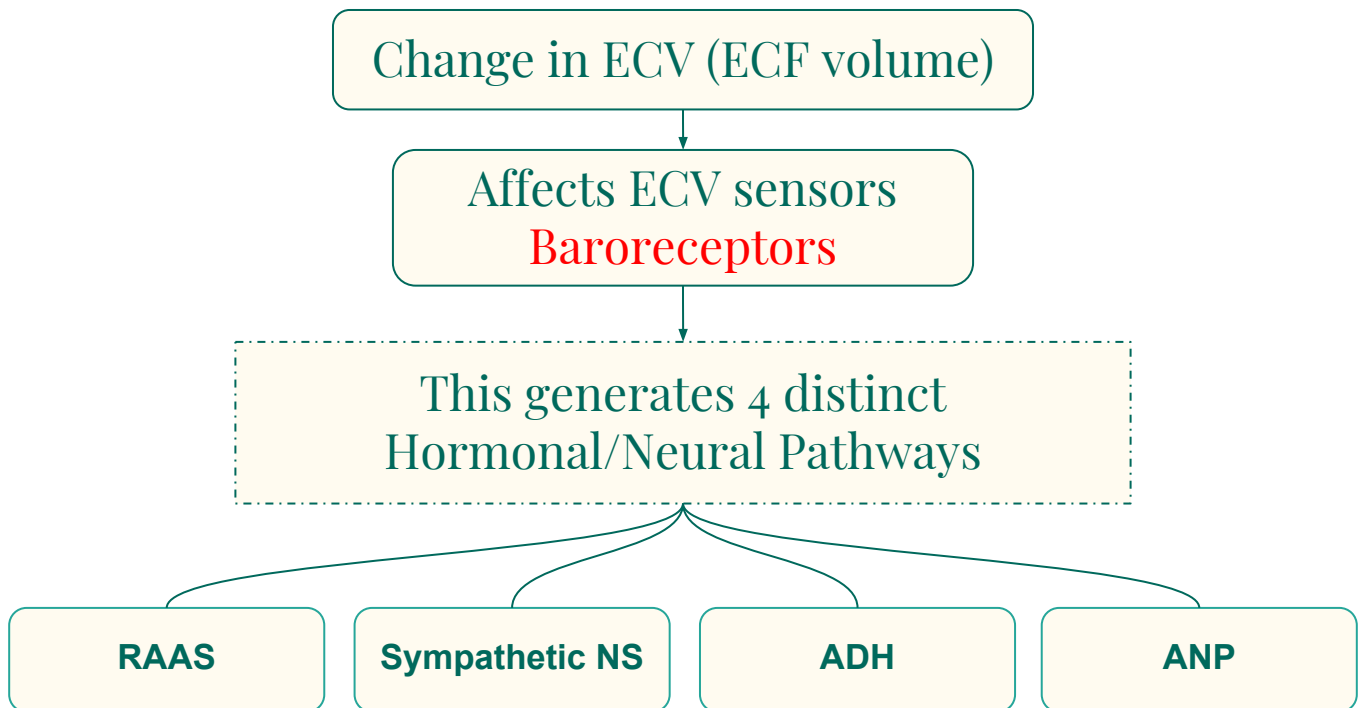 Change in ECV (ECF volume)
Affects ECV sensors
Baroreceptors
This generates 4 distinct
Hormonal/Neural Pathways
RAAS
Sympathetic NS
ADH
ANP